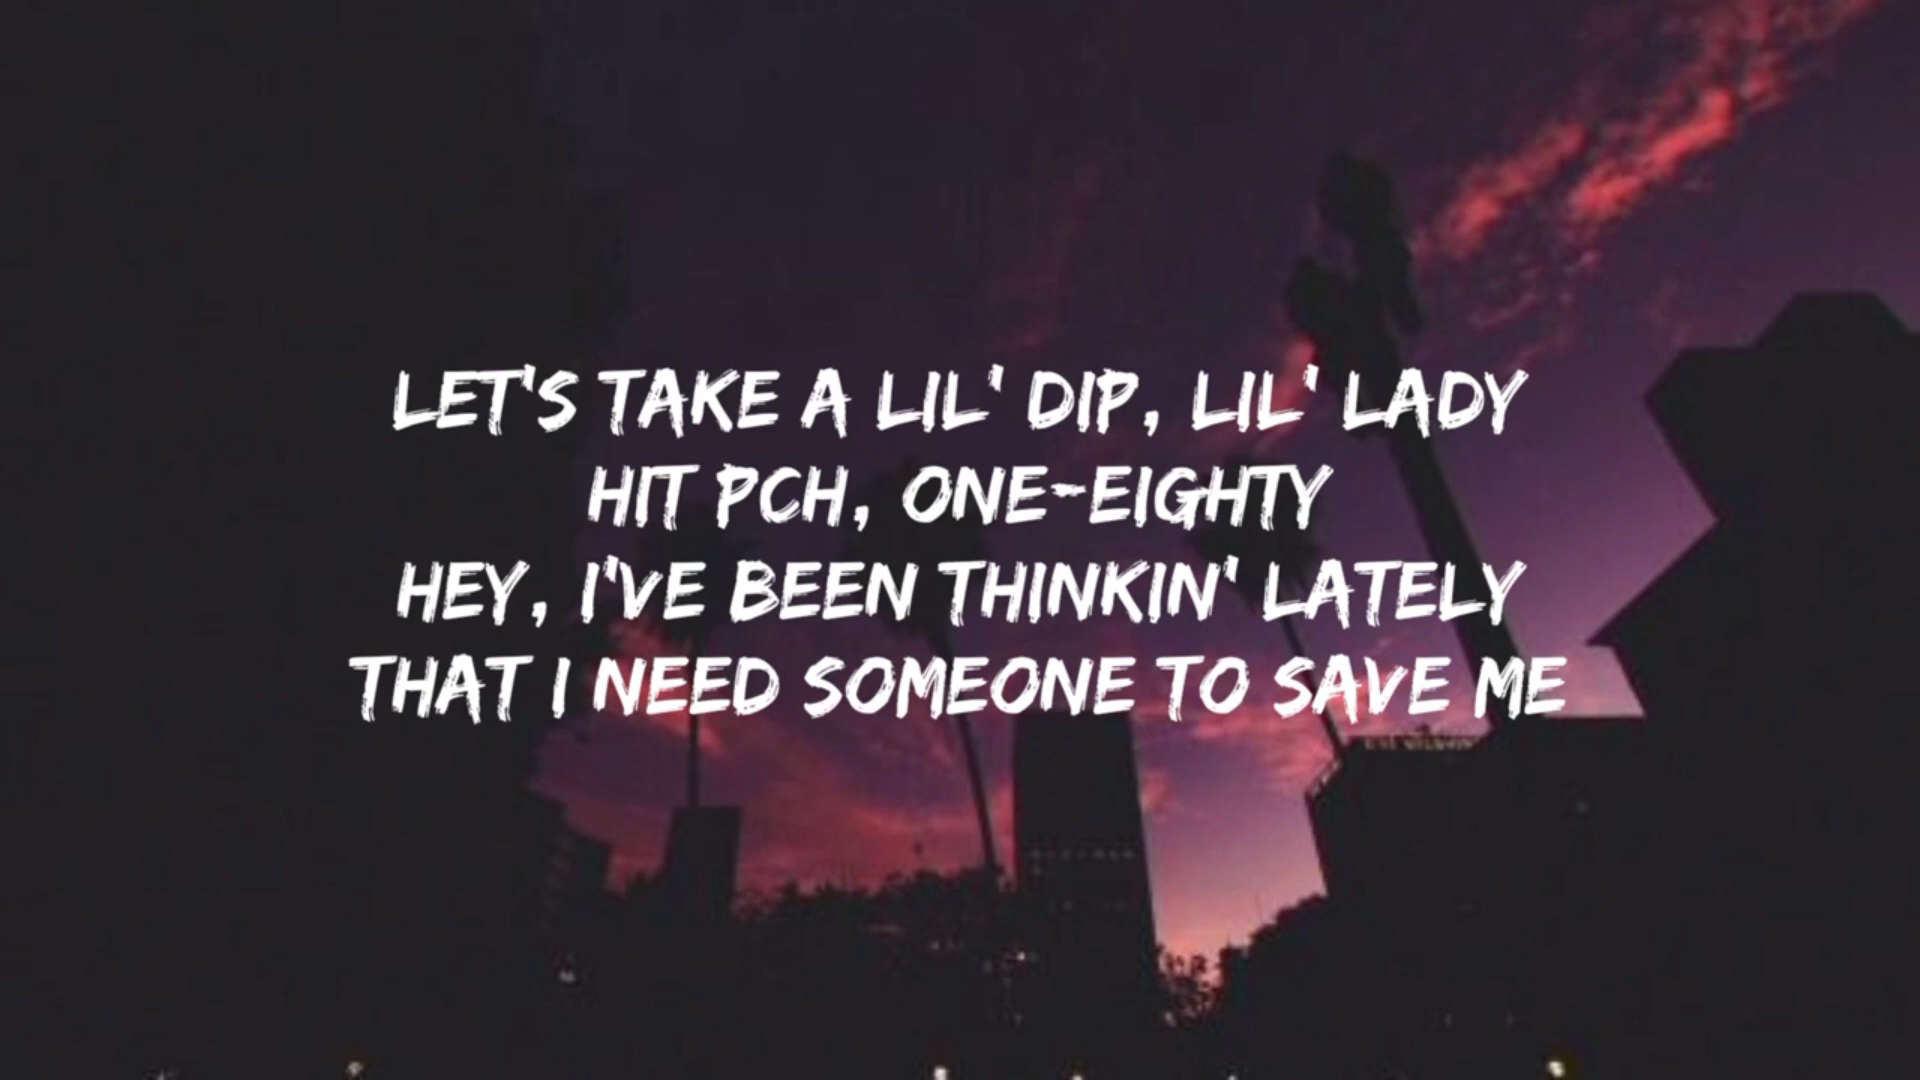 LET'S TAKE A LIL' DIP, LIL' LADY
HIT PCH, ONE-EIGHTY
HEY, I'VE BEEN THINKIN' LATELY
THAT I NEED SOMEONE TO SAVE ME